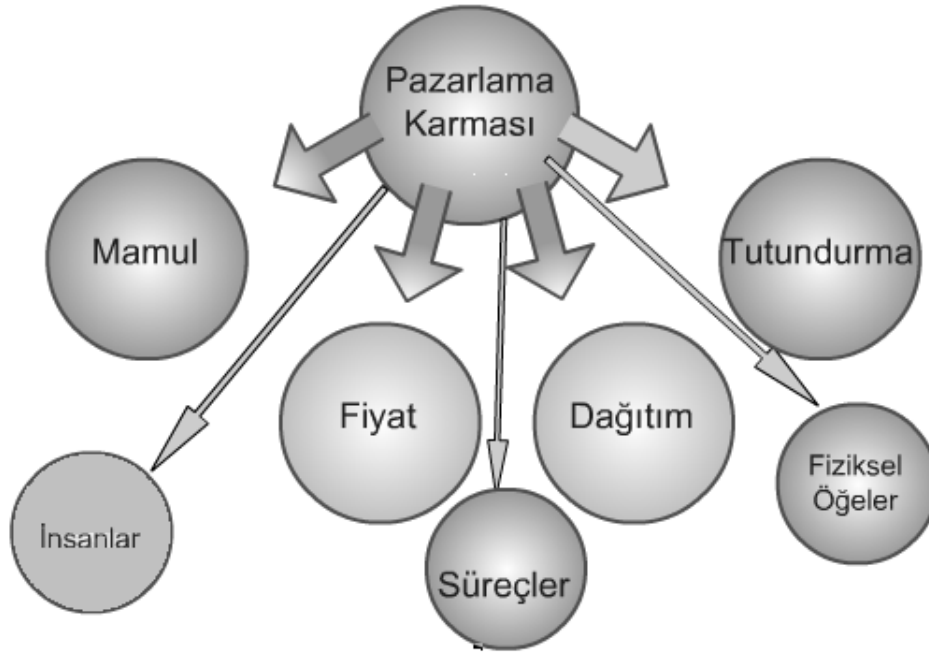 Pazarlama
Karması
Mamul
Tutundurma
Fiyat
Dağıtım
Fiziksel
Öğeler
İnsanlar
Süreçler